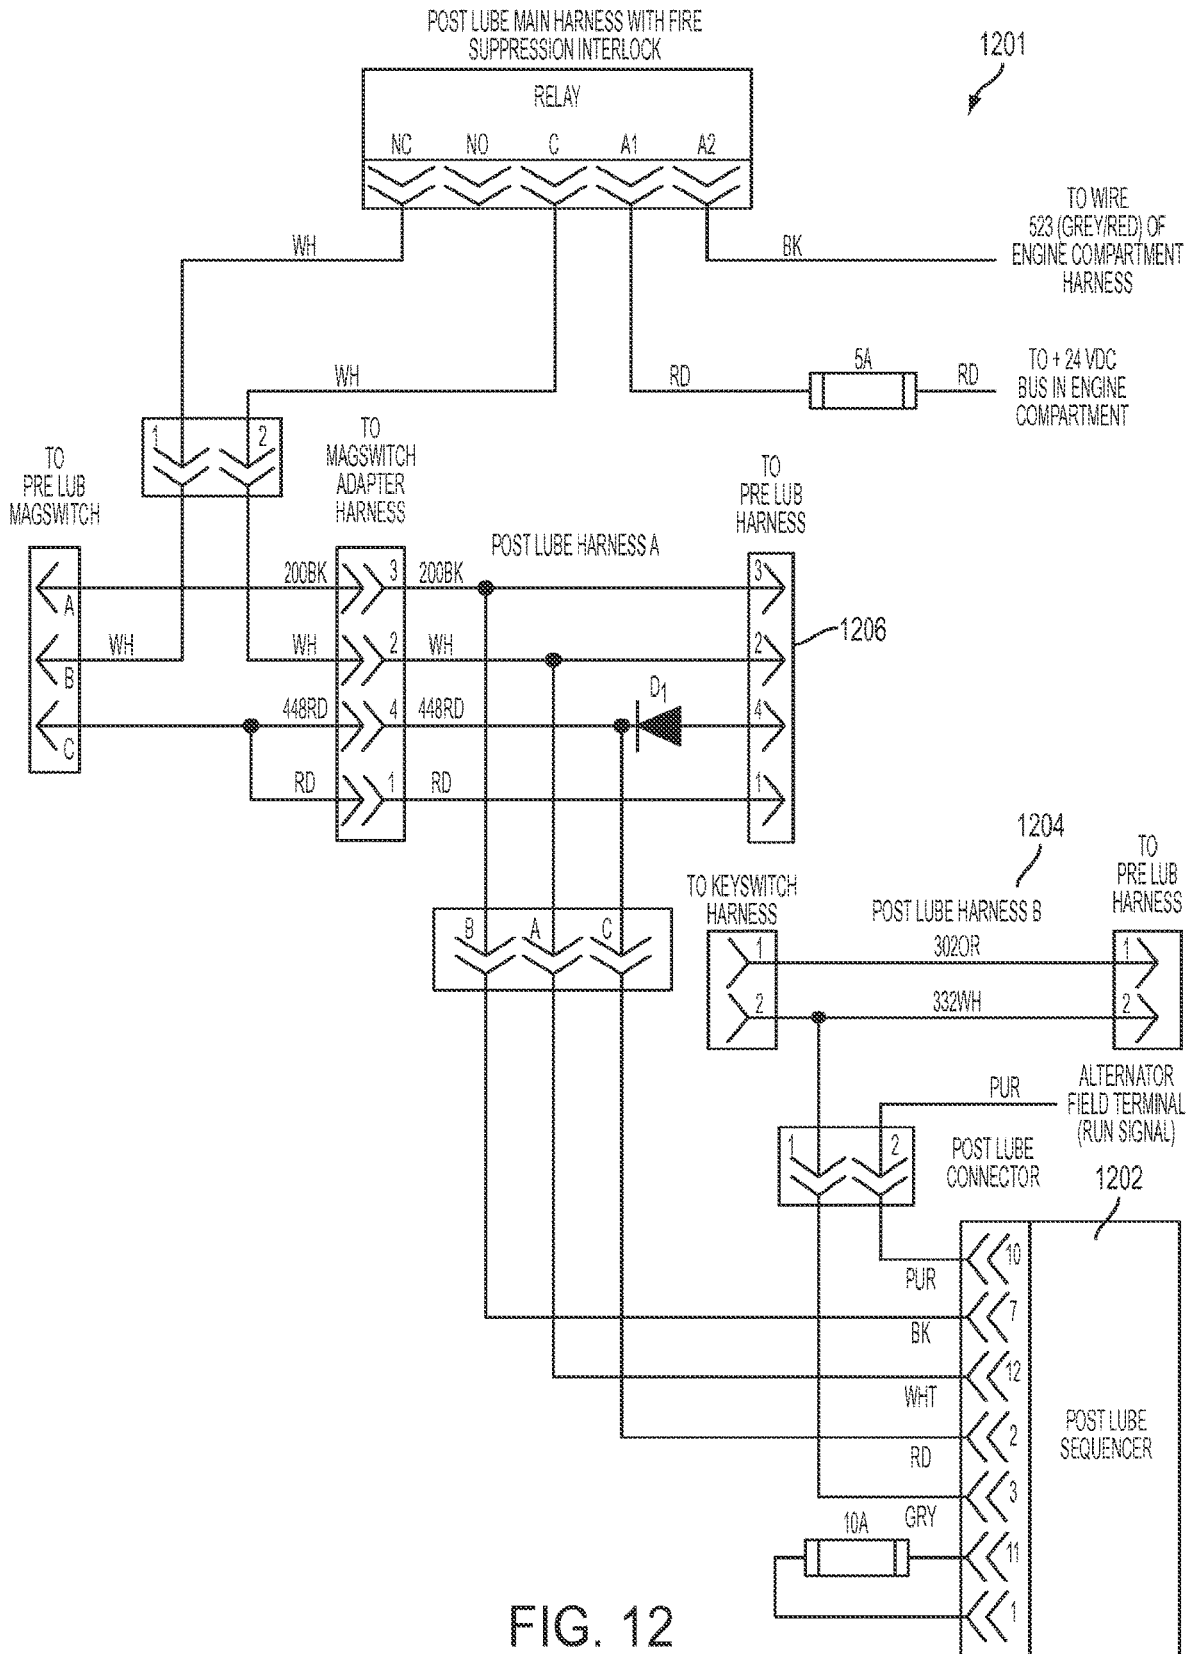 POST LUBE MAIN HARNESS WITH FIRE
SUPPRESSION INTERLOCK
1201
RELAY
NC NO C A1 A2
TO WIRE
523 (GREY/RED) OF
ENGINE COMPARTMENT
HARNESS
WH
BK
5A
WH
RD
RD
TO + 24 VDC
BUS IN ENGINE
COMPARTMENT
1 2
TO
PRE LUB
MAGSWITCH
TO
MAGSWITCH
ADAPTER
HARNESS
TO
PRE LUB
HARNESS
POST LUBE HARNESS A
A
200BK
3
200BK
3
B
WH
WH
2
WH
2
1206
C
448RD
4
448RD
D1
4
RD
1
RD
1
1204
TO KEYSWITCH
HARNESS
POST LUBE HARNESS B
TO
PRE LUB
HARNESS
B A C
1
302OR
1
2
332WH
2
PUR
ALTERNATOR
FIELD TERMINAL
(RUN SIGNAL)
1 2
POST LUBE
CONNECTOR
1202
PUR
10
BK
7
WHT
12
RD
2
GRY
3
POST LUBE
SEQUENCER
10A
11
1
FIG. 12